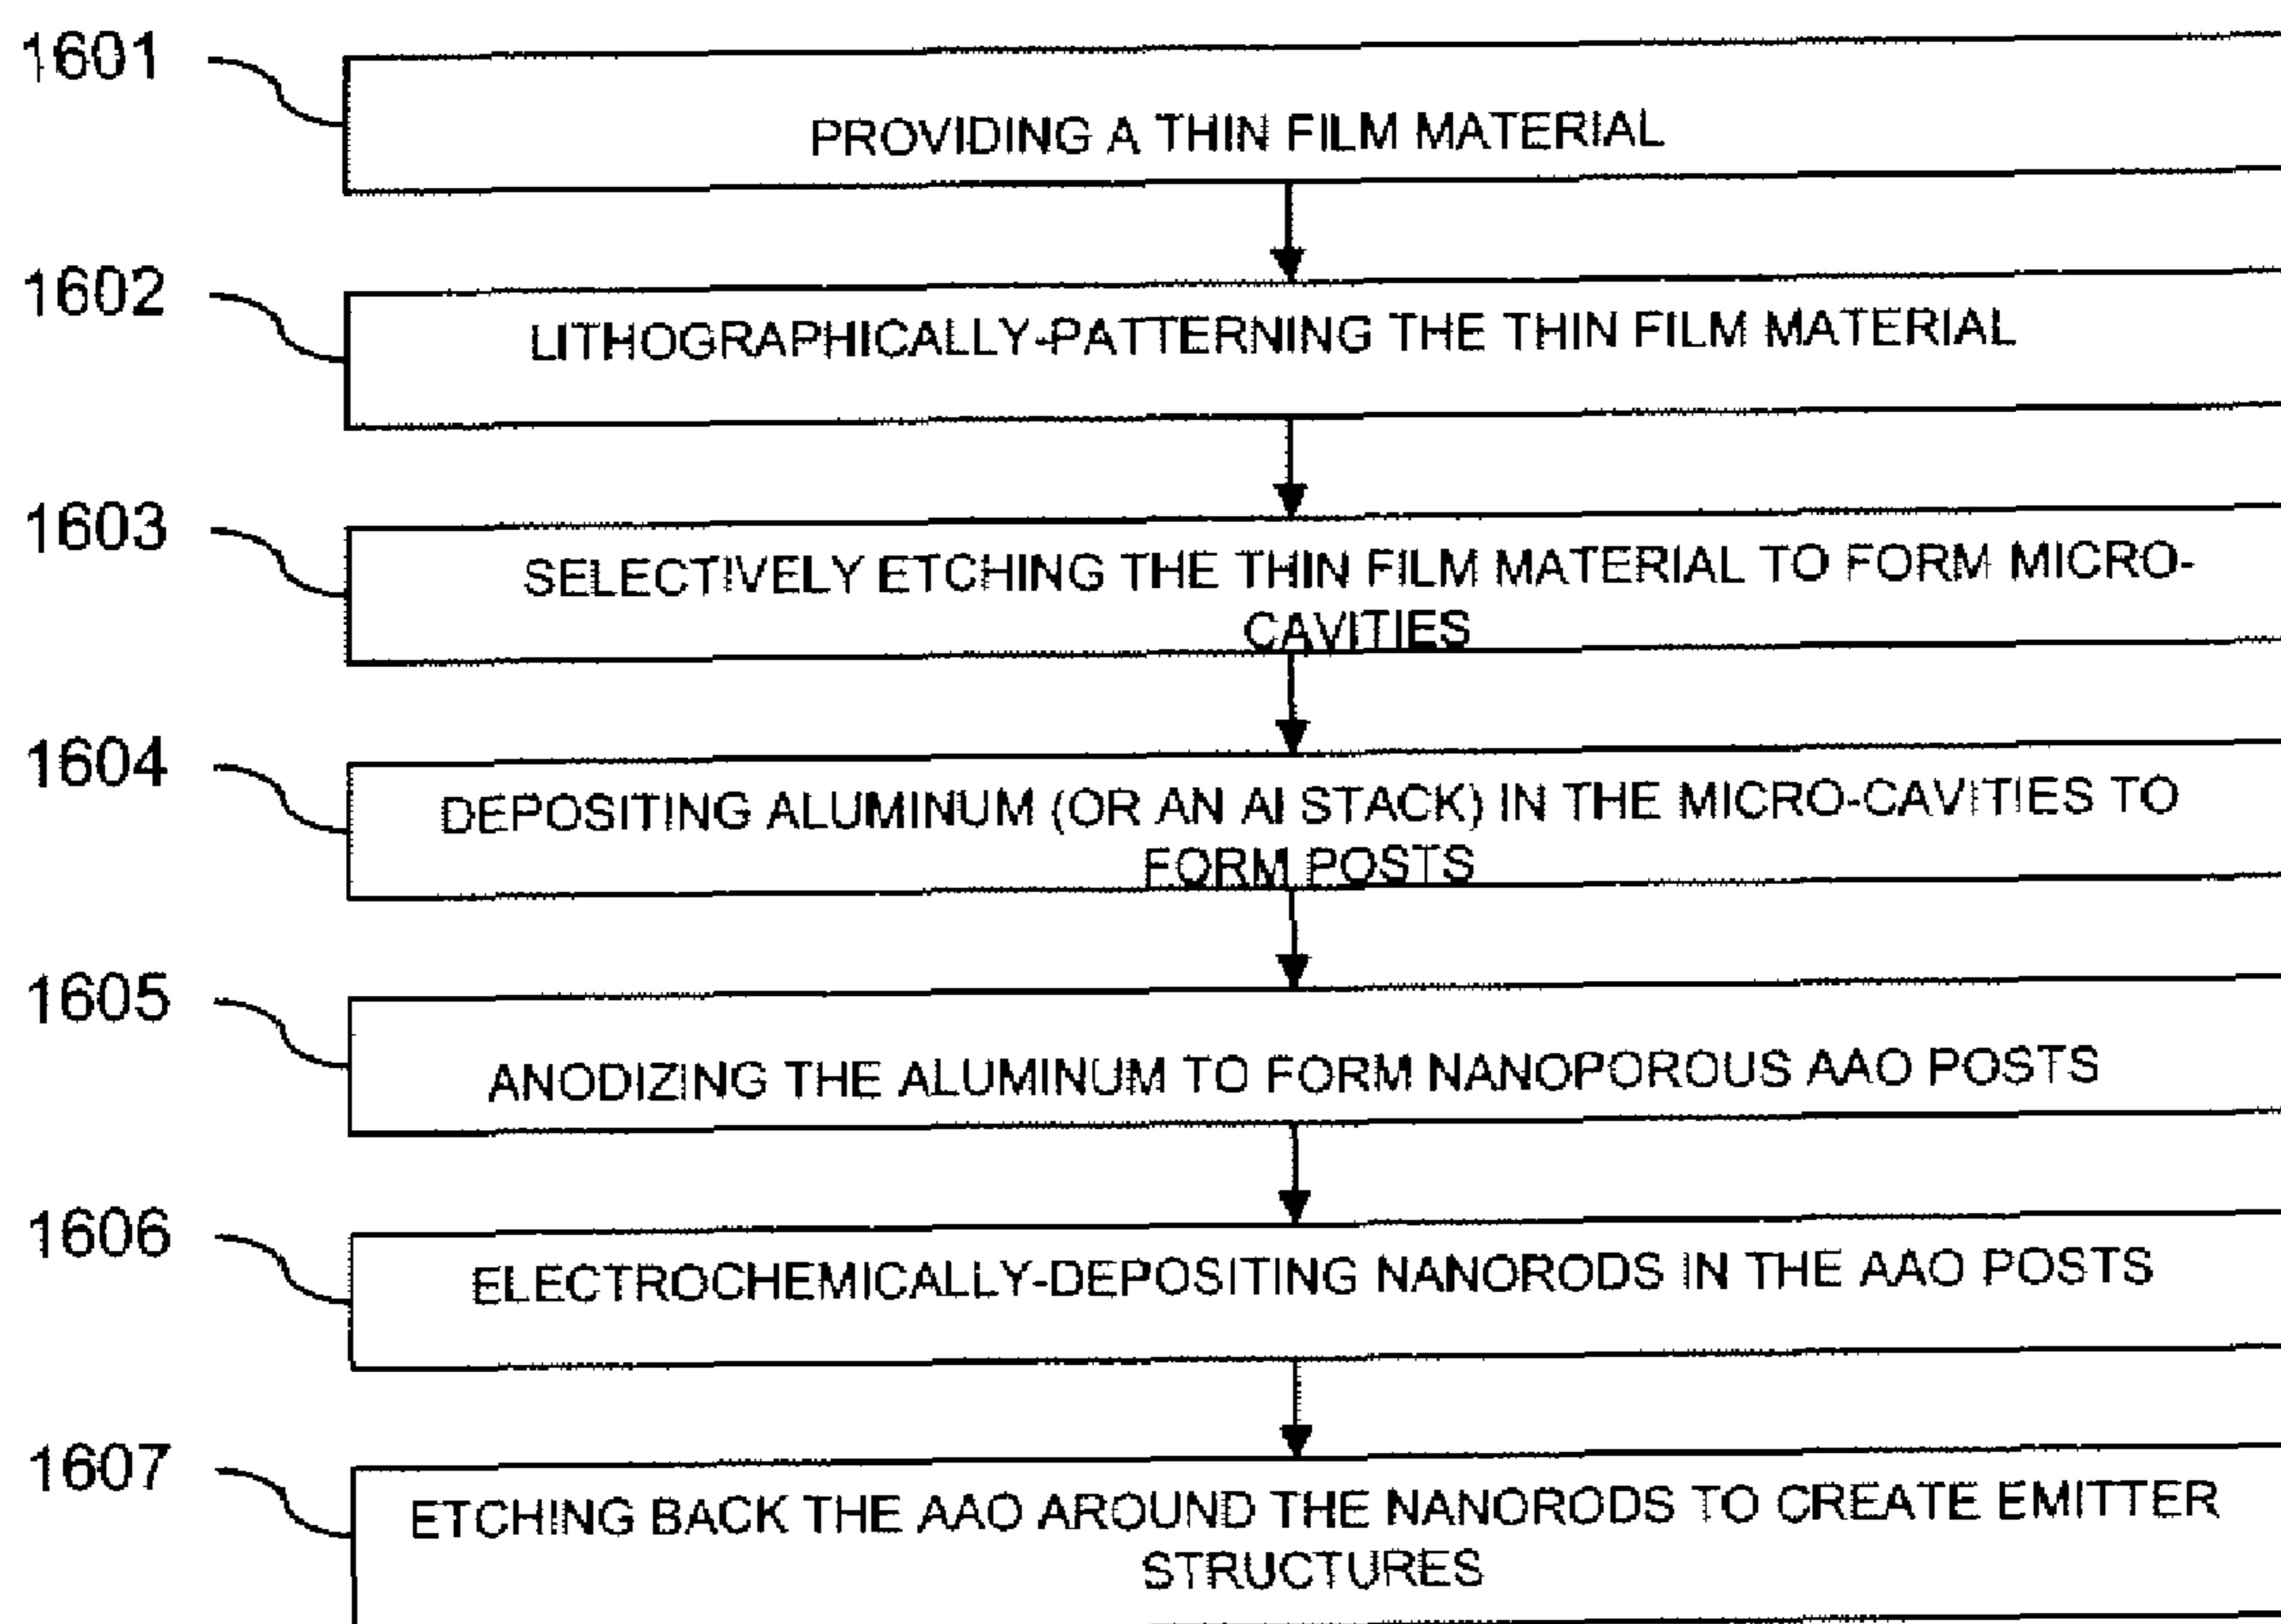 1601
PROVIDING A THIN FILM MATERIAL
1602
LITHOGRAPHICALLY-PATTERNING THE THIN FILM MATERIAL
1603
SELECTIVELY ETCHING THE THIN FILM MATERIAL TO FORM MICRO-
CAVITIES
1604
DEPOSITING ALUMINUM (OR AN Al STACK) IN THE MICRO-CAVITIES TO
FORM POSTS
1605
ANODIZING THE ALUMINUM TO FORM NANOPOROUS AAO POSTS
1606
ELECTROCHEMICALLY-DEPOSITING NANORODS IN THE AAO POSTS
1607
ETCHING BACK THE AAO AROUND THE NANORODS TO CREATE EMITTER
STRUCTURES